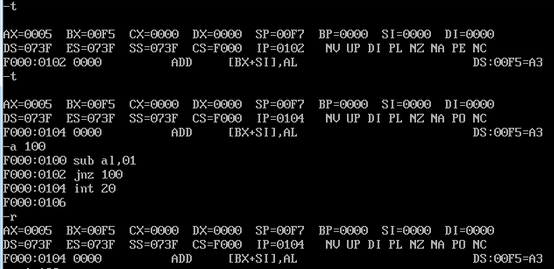 -t
AX=0005 BX=00F5 CX=0000 DX=0000 SP=00F7 BP=0000 SI=0000 DI=0000
DS=073F ES=073F SS=073F CS=F000 IP=0102 NV UP DI PL NZ NA PE NC
F000:0102 0000 ADD [BX+SI],AL DS:00F5=A3
-t
AX=0005 BX=00F5 CX=0000 DX=0000 SP=00F7 BP=0000 SI=0000 DI=0000
DS=073F ES=073F SS=073F CS=F000 IP=0104 NV UP DI PL NZ NA PO NC
F000:0104 0000 ADD [BX+SI],AL DS:00F5=A3
-a 100
F000:0100 sub al,01
F000:0102 jnz 100
F000:0104 int 20
F000:0106
-r
AX=0005 BX=00F5 CX=0000 DX=0000 SP=00F7 BP=0000 SI=0000 DI=0000
DS=073F ES=073F SS=073F CS=F000 IP=0104 NV UP DI PL NZ NA PO NC
F000:0104 0000 ADD [BX+SI],AL DS:00F5=A3